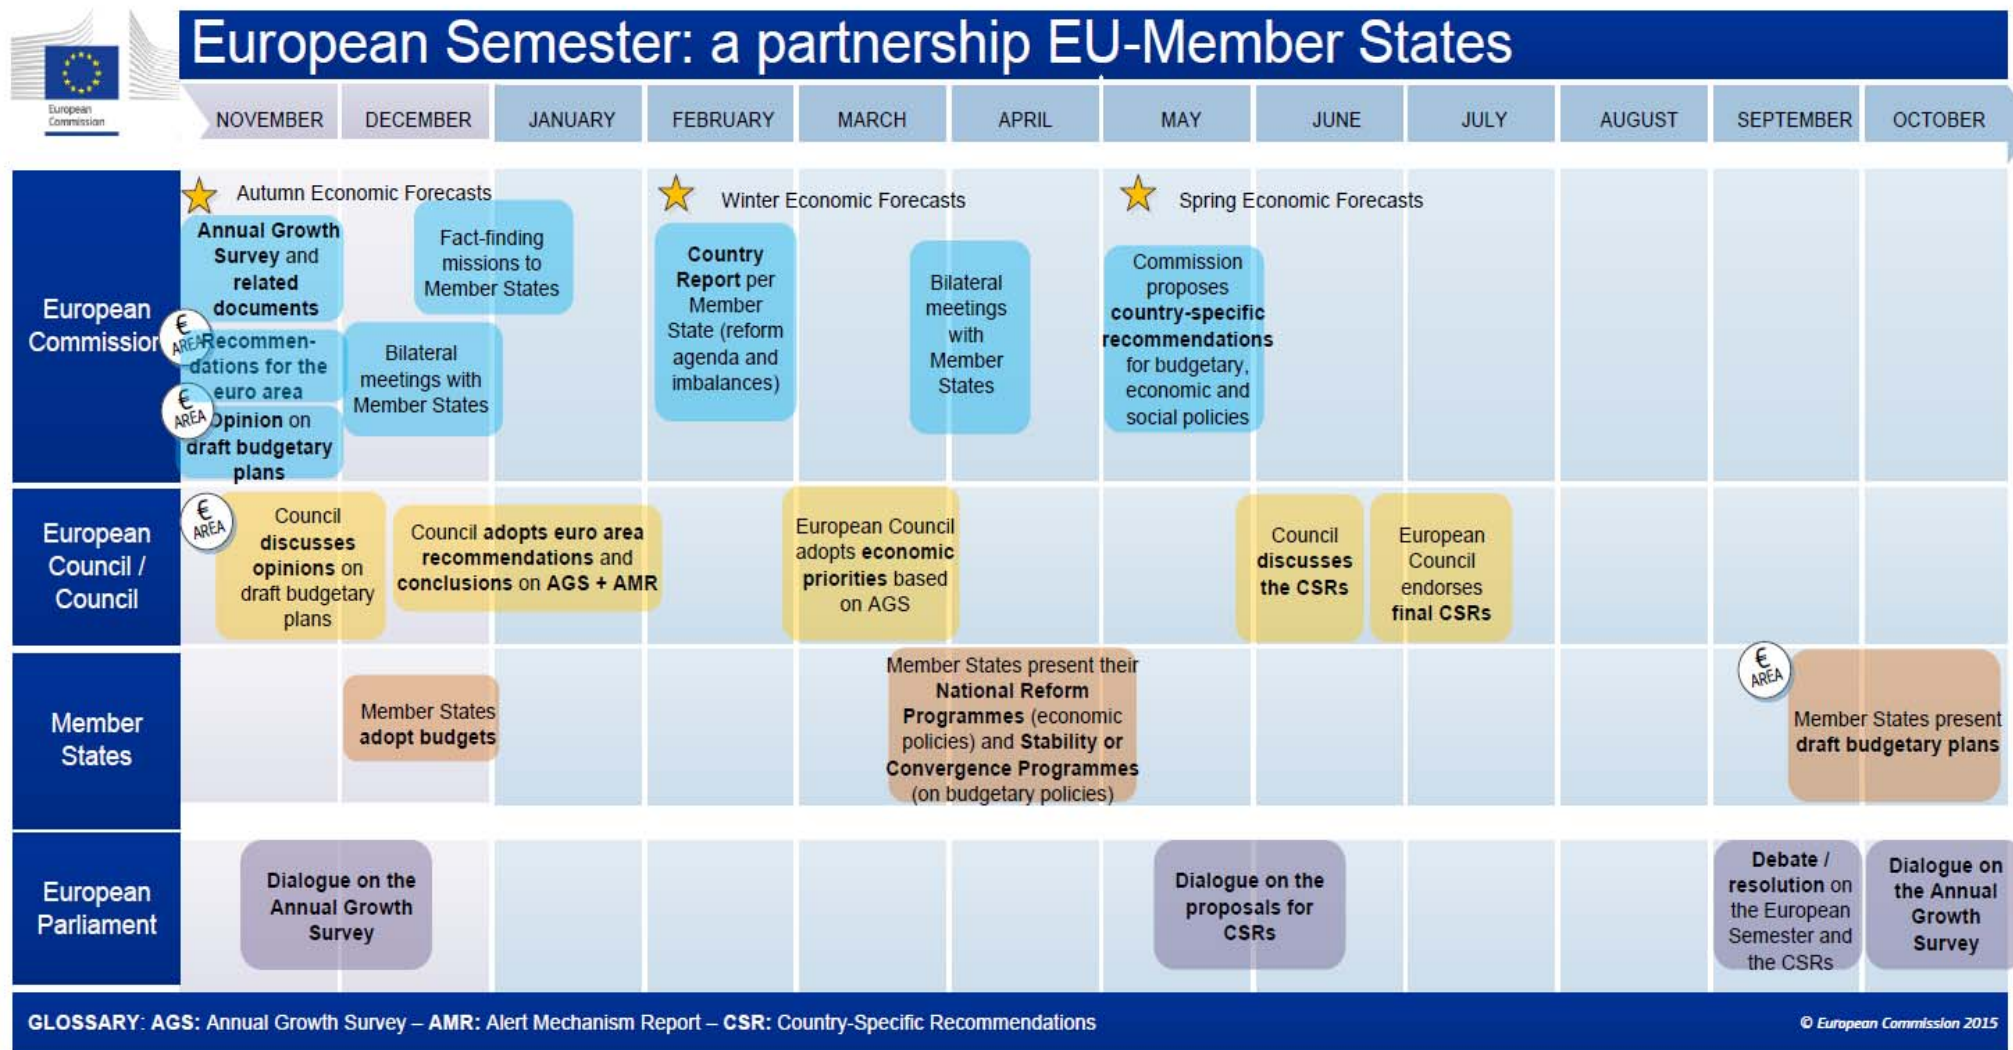 European Semester: a partnership EU-Member States
European
Commission
NOVEMBER
DECEMBER
JANUARY
FEBRUARY
MARCH
APRIL
MAY
JUNE
JULY
AUGUST
SEPTEMBER
OCTOBER
European
Commission
Autumn Economic Forecasts
Winter Economic Forecasts
Spring Economic Forecasts
Annual Growth
Survey and
related
documents
€
AREA
Recommen-
dations for the
euro area
€
AREA
Opinion on
draft budgetary
plans
Fact-finding
missions to
Member States
Bilateral
meetings with
Member States
Country
Report per
Member
State (reform
agenda and
imbalances)
Bilateral
meetings
with
Member
States
Commission
proposes
country-specific
recommendations
for budgetary,
economic and
social policies
European
Council /
Council
€
AREA
Council
discusses
opinions on
draft budgetary
plans
Council adopts euro area
recommendations and
conclusions on AGS + AMR
European Council
adopts economic
priorities based
on AGS
Council
discusses
the CSRs
European
Council
endorses
final CSRs
Member
States
Member States
adopt budgets
Member States present their
National Reform
Programmes (economic
policies) and Stability or
Convergence Programmes
(on budgetary policies)
€
AREA
Member States present
draft budgetary plans
European
Parliament
Dialogue on the
Annual Growth
Survey
Dialogue on the
proposals for
CSRs
Debate /
resolution on
the European
Semester and
the CSRs
Dialogue on
the Annual
Growth
Survey
GLOSSARY: AGS: Annual Growth Survey – AMR: Alert Mechanism Report – CSR: Country-Specific Recommendations
© European Commission 2015